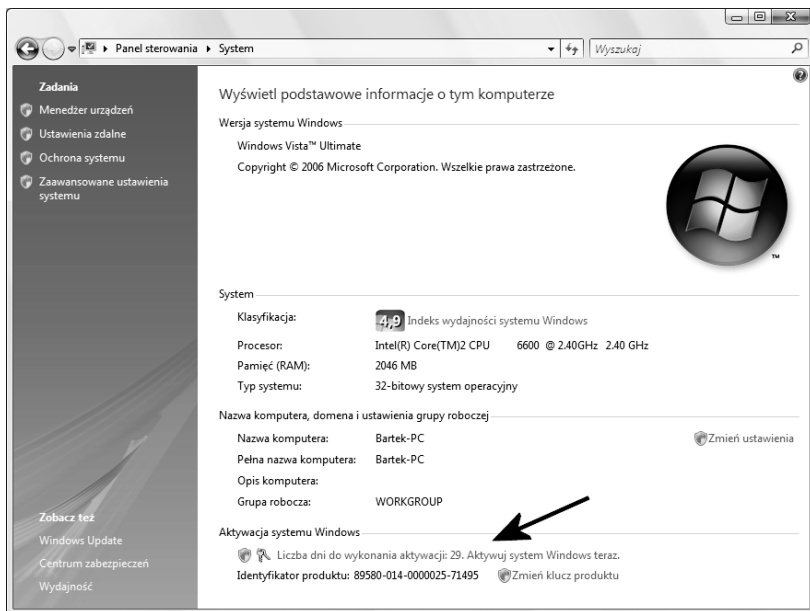 Panel sterowania ▸ System
Wyszukaj
Zadania
Menedżer urządzeń
Ustawienia zdalne
Ochrona systemu
Zaawansowane ustawienia
systemu
Wyświetl podstawowe informacje o tym komputerze
Wersja systemu Windows
Windows Vista™ Ultimate
Copyright © 2006 Microsoft Corporation. Wszelkie prawa zastrzeżone.
TM
System
Klasyfikacja: 4,9 Indeks wydajności systemu Windows
Procesor: Intel(R) Core(TM)2 CPU 6600 @ 2.40GHz 2.40 GHz
Pamięć (RAM): 2046 MB
Typ systemu: 32-bitowy system operacyjny
Nazwa komputera, domena i ustawienia grupy roboczej
Nazwa komputera: Bartek-PC Zmień ustawienia
Pełna nazwa komputera: Bartek-PC
Opis komputera:
Grupa robocza: WORKGROUP
Aktywacja systemu Windows
Liczba dni do wykonania aktywacji: 29. Aktywuj system Windows teraz.
Identyfikator produktu: 89580-014-0000025-71495 Zmień klucz produktu
Zobacz też
Windows Update
Centrum zabezpieczeń
Wydajność